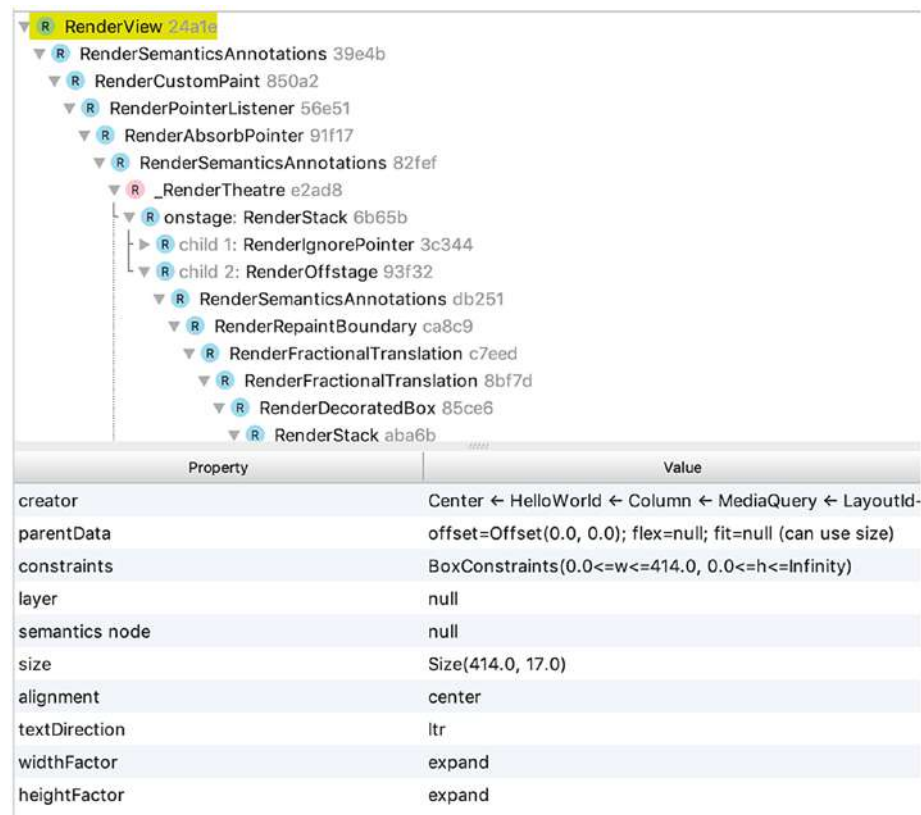 R RenderView 24a1e
R RenderSemanticsAnnotations 39e4b
R RenderCustomPaint 850a2
R RenderPointerListener 56e51
R RenderAbsorbPointer 91f17
R RenderSemanticsAnnotations 82fef
R _RenderTheatre e2ad8
R onstage: RenderStack 6b65b
R child 1: RenderIgnorePointer 3c344
R child 2: RenderOffstage 93f32
R RenderSemanticsAnnotations db251
R RenderRepaintBoundary ca8c9
R RenderFractionalTranslation c7eed
R RenderFractionalTranslation 8bf7d
R RenderDecoratedBox 85ce6
R RenderStack aba6b
Property Value
creator Center ← HelloWorld ← Column ← MediaQuery ← LayoutId-
parentData offset=Offset(0.0, 0.0); flex=null; fit=null (can use size)
constraints BoxConstraints(0.0<=w<=414.0, 0.0<=h<=Infinity)
layer null
semantics node null
size Size(414.0, 17.0)
alignment center
textDirection ltr
widthFactor expand
heightFactor expand